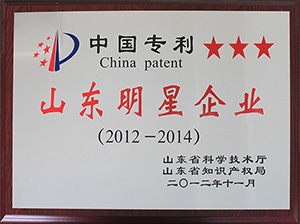 中国专利
China patent
山东明星企业
(2012-2014)
山东省科学技术厅
山东省知识产权局
二〇一二年十一月